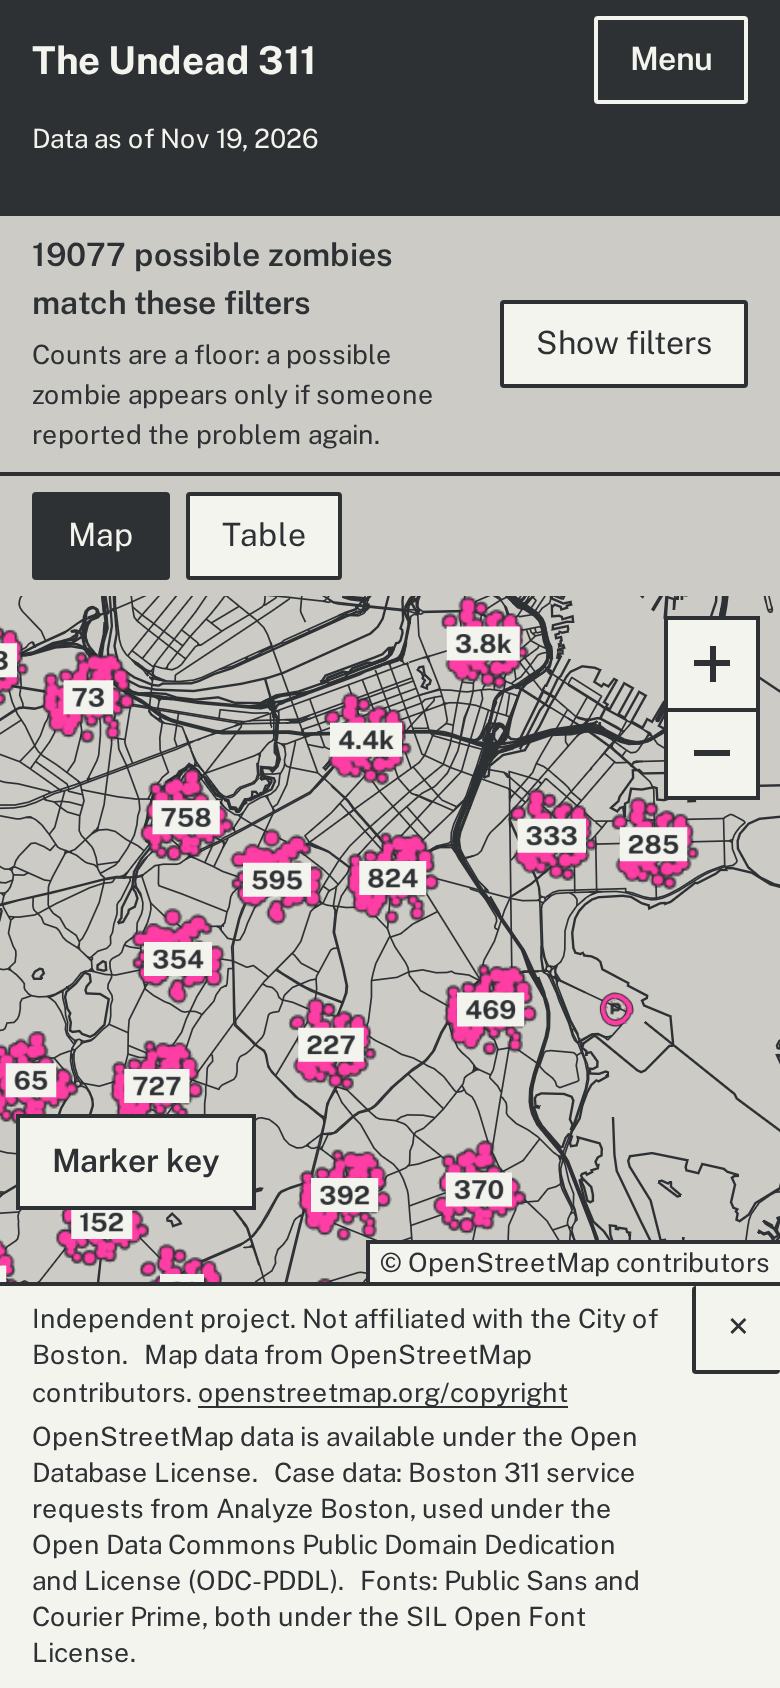 The Undead 311
Menu
Data as of Nov 19, 2026
19077 possible zombies
match these filters
Counts are a floor: a possible
zombie appears only if someone
reported the problem again.
Show filters
Map
Table
3.8k
3
73
+
4.4k
−
758
333
285
595
824
354
469
P
227
65
727
Marker key
392
370
152
© OpenStreetMap contributors
Independent project. Not affiliated with the City of
Boston. Map data from OpenStreetMap
contributors. openstreetmap.org/copyright
×
OpenStreetMap data is available under the Open
Database License. Case data: Boston 311 service
requests from Analyze Boston, used under the
Open Data Commons Public Domain Dedication
and License (ODC-PDDL). Fonts: Public Sans and
Courier Prime, both under the SIL Open Font
License.